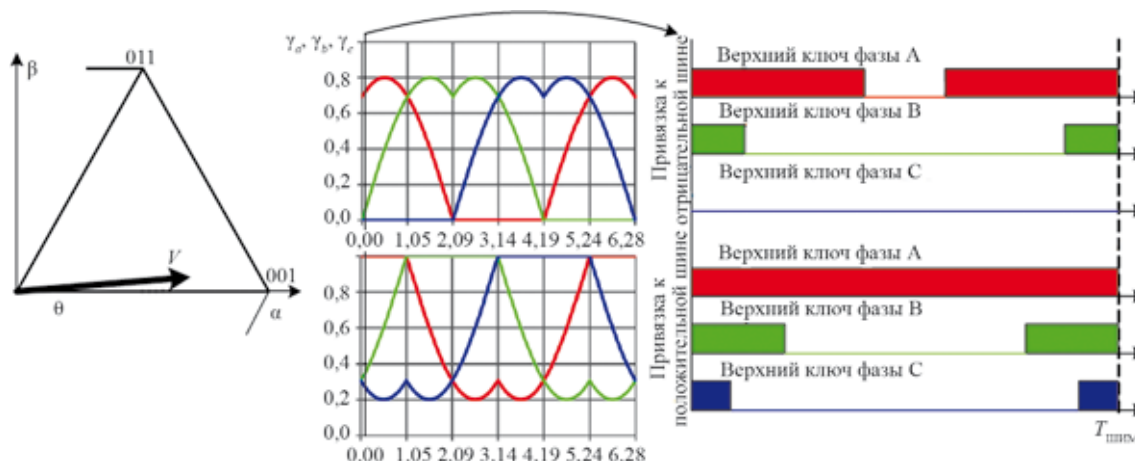 β
011
V
θ
001
α
γa, γb, γc
0,8
0,6
0,4
0,2
0,0
0,00 1,05 2,09 3,14 4,19 5,24 6,28
0,8
0,6
0,4
0,2
0,0
0,00 1,05 2,09 3,14 4,19 5,24 6,28
Привязка к
отрицательной шине
Верхний ключ фазы A
Верхний ключ фазы B
Верхний ключ фазы C
Привязка к
положительной шине
Верхний ключ фазы A
Верхний ключ фазы B
Верхний ключ фазы C
Tшим